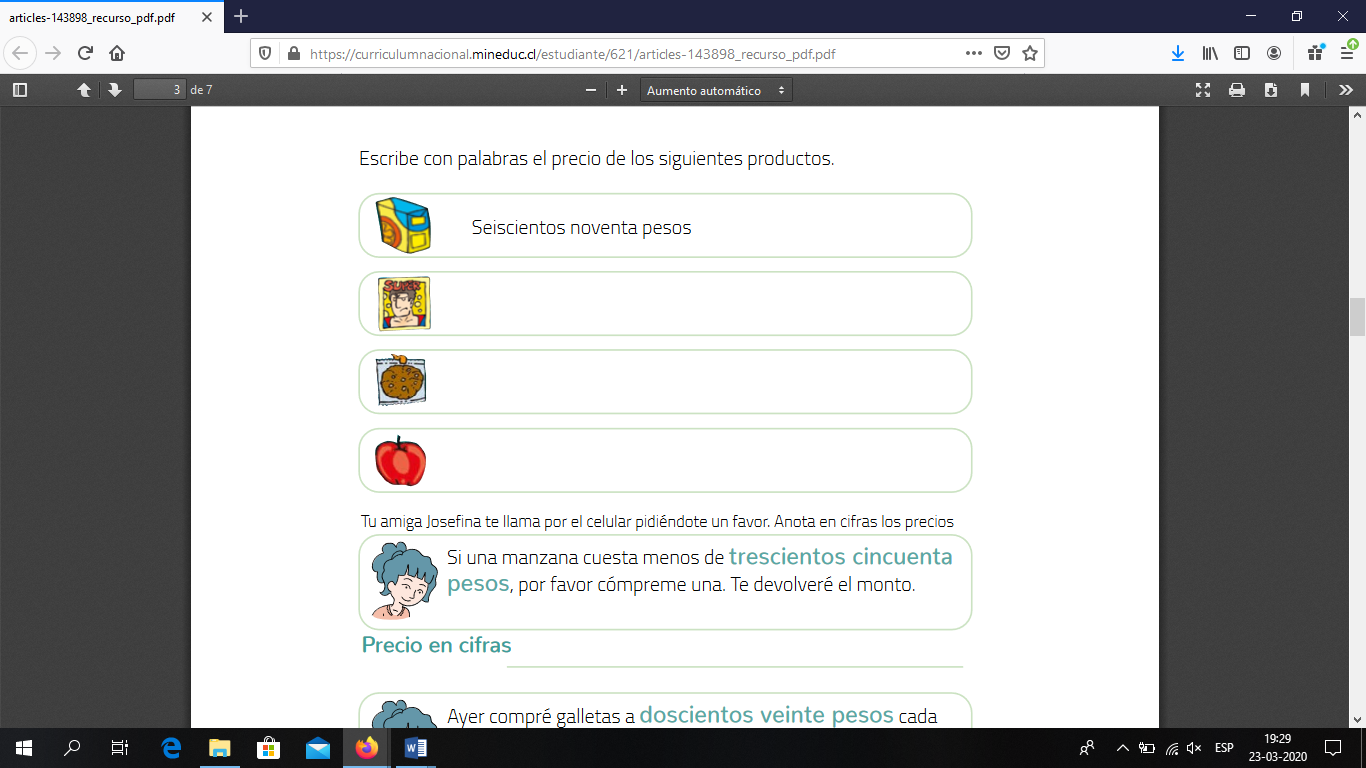 articles-143898_recurso_pdf.pdf
https://curriculumnacional.mineduc.cl/estudiante/621/articles-143898_recurso_pdf.pdf
3 de 7
Aumento automático
Escribe con palabras el precio de los siguientes productos.
Seiscientos noventa pesos
SUPER
Tu amiga Josefina te llama por el celular pidiéndote un favor. Anota en cifras los precios
Si una manzana cuesta menos de trescientos cincuenta
pesos, por favor cómpreme una. Te devolveré el monto.
Precio en cifras
Ayer compré galletas a doscientos veinte pesos cada
ESP
19:29
23-03-2020